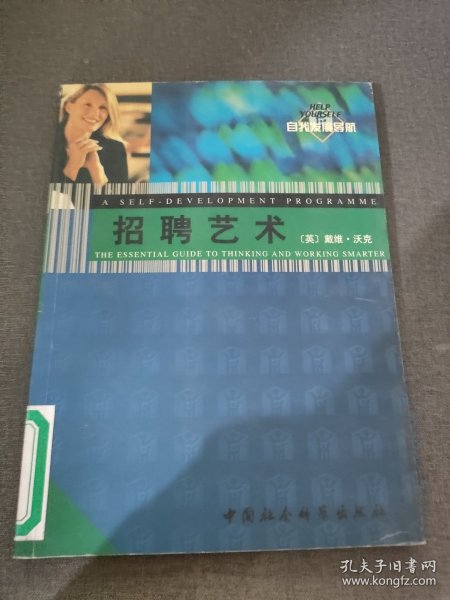 HELP
YOURSELF
自我发展导航
A SELF-DEVELOPMENT PROGRAMME
招聘艺术
〔英〕戴维·沃克
THE ESSENTIAL GUIDE TO THINKING AND WORKING SMARTER
中国社会科学出版社
孔夫子旧书网
www.kongfz.com